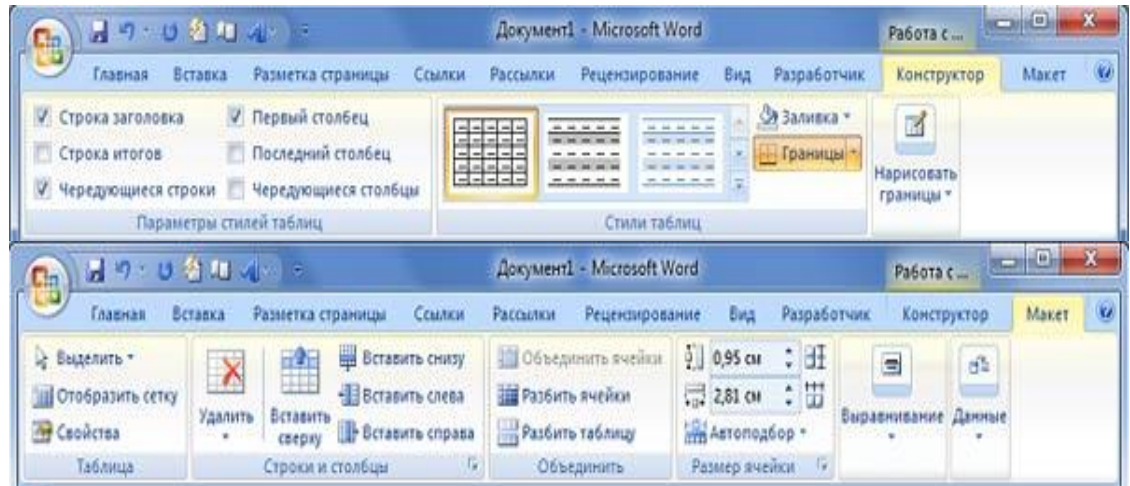 Документ1 - Microsoft Word Работа с ...
Главная Вставка Разметка страницы Ссылки Рассылки Рецензирование Вид Разработчик Конструктор Макет
Строка заголовка Первый столбец Заливка
Строка итогов Последний столбец Границы
Чередующиеся строки Чередующиеся столбцы Нарисовать границы
Параметры стилей таблиц Стили таблиц
Документ1 - Microsoft Word Работа с ...
Главная Вставка Разметка страницы Ссылки Рассылки Рецензирование Вид Разработчик Конструктор Макет
Выделить Вставить снизу Объединить ячейки 0,95 см
Отобразить сетку Удалить Вставить сверху Вставить слева Разбить ячейки 2,81 см Выравнивание Данные
Свойства Вставить справа Разбить таблицу Автоподбор
Таблица Строки и столбцы Объединить Размер ячейки